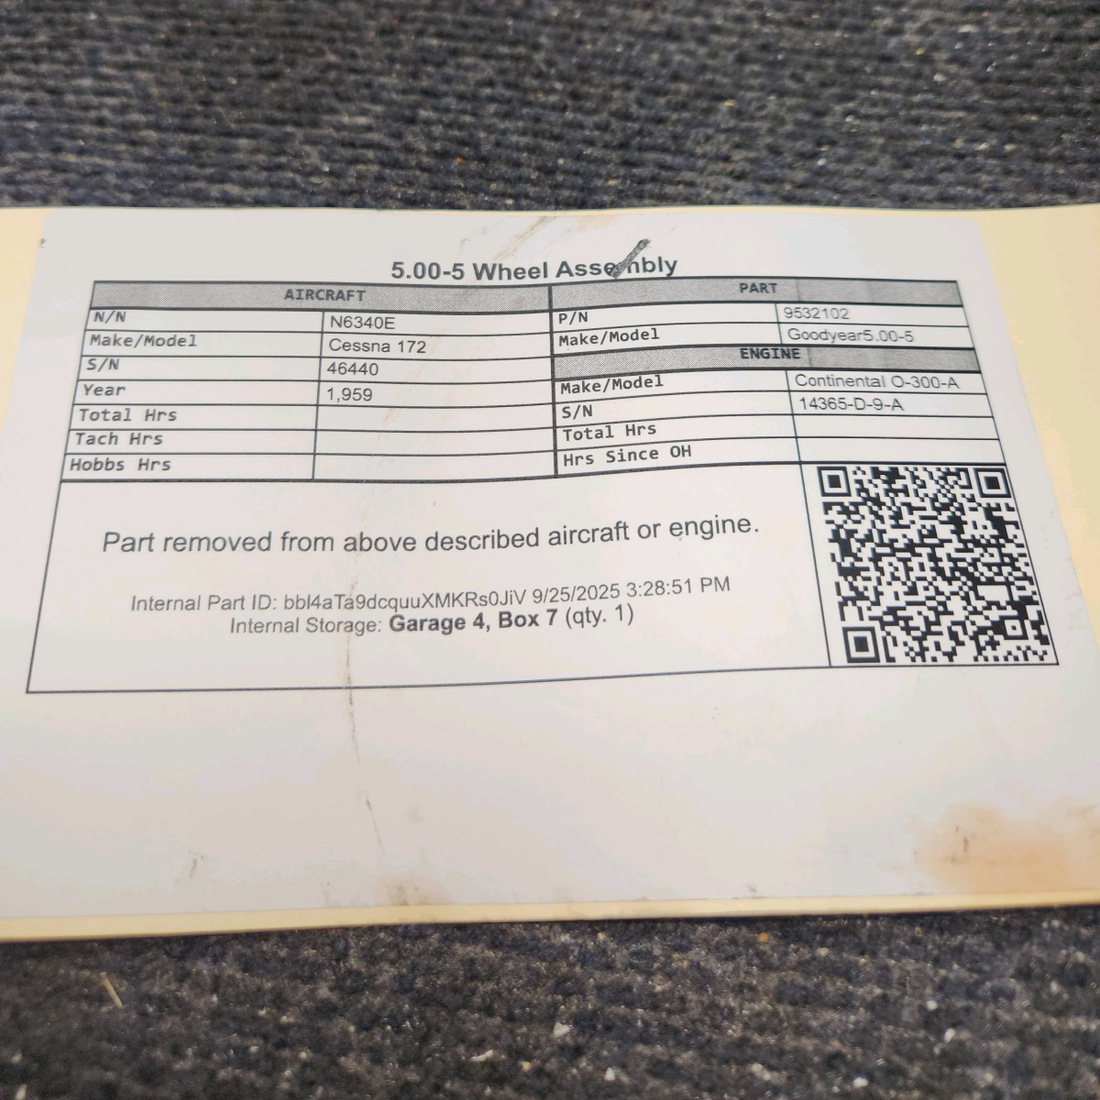 5.00-5 Wheel Assembly
AIRCRAFT
N/N N6340E
Make/Model Cessna 172
S/N 46440
Year 1,959
Total Hrs
Tach Hrs
Hobbs Hrs
PART
P/N 9532102
Make/Model Goodyear5.00-5
ENGINE
Make/Model Continental O-300-A
S/N 14365-D-9-A
Total Hrs
Hrs Since OH
Part removed from above described aircraft or engine.
Internal Part ID: bbl4aTa9dcquuXMKRs0JiV 9/25/2025 3:28:51 PM
Internal Storage: Garage 4, Box 7 (qty. 1)